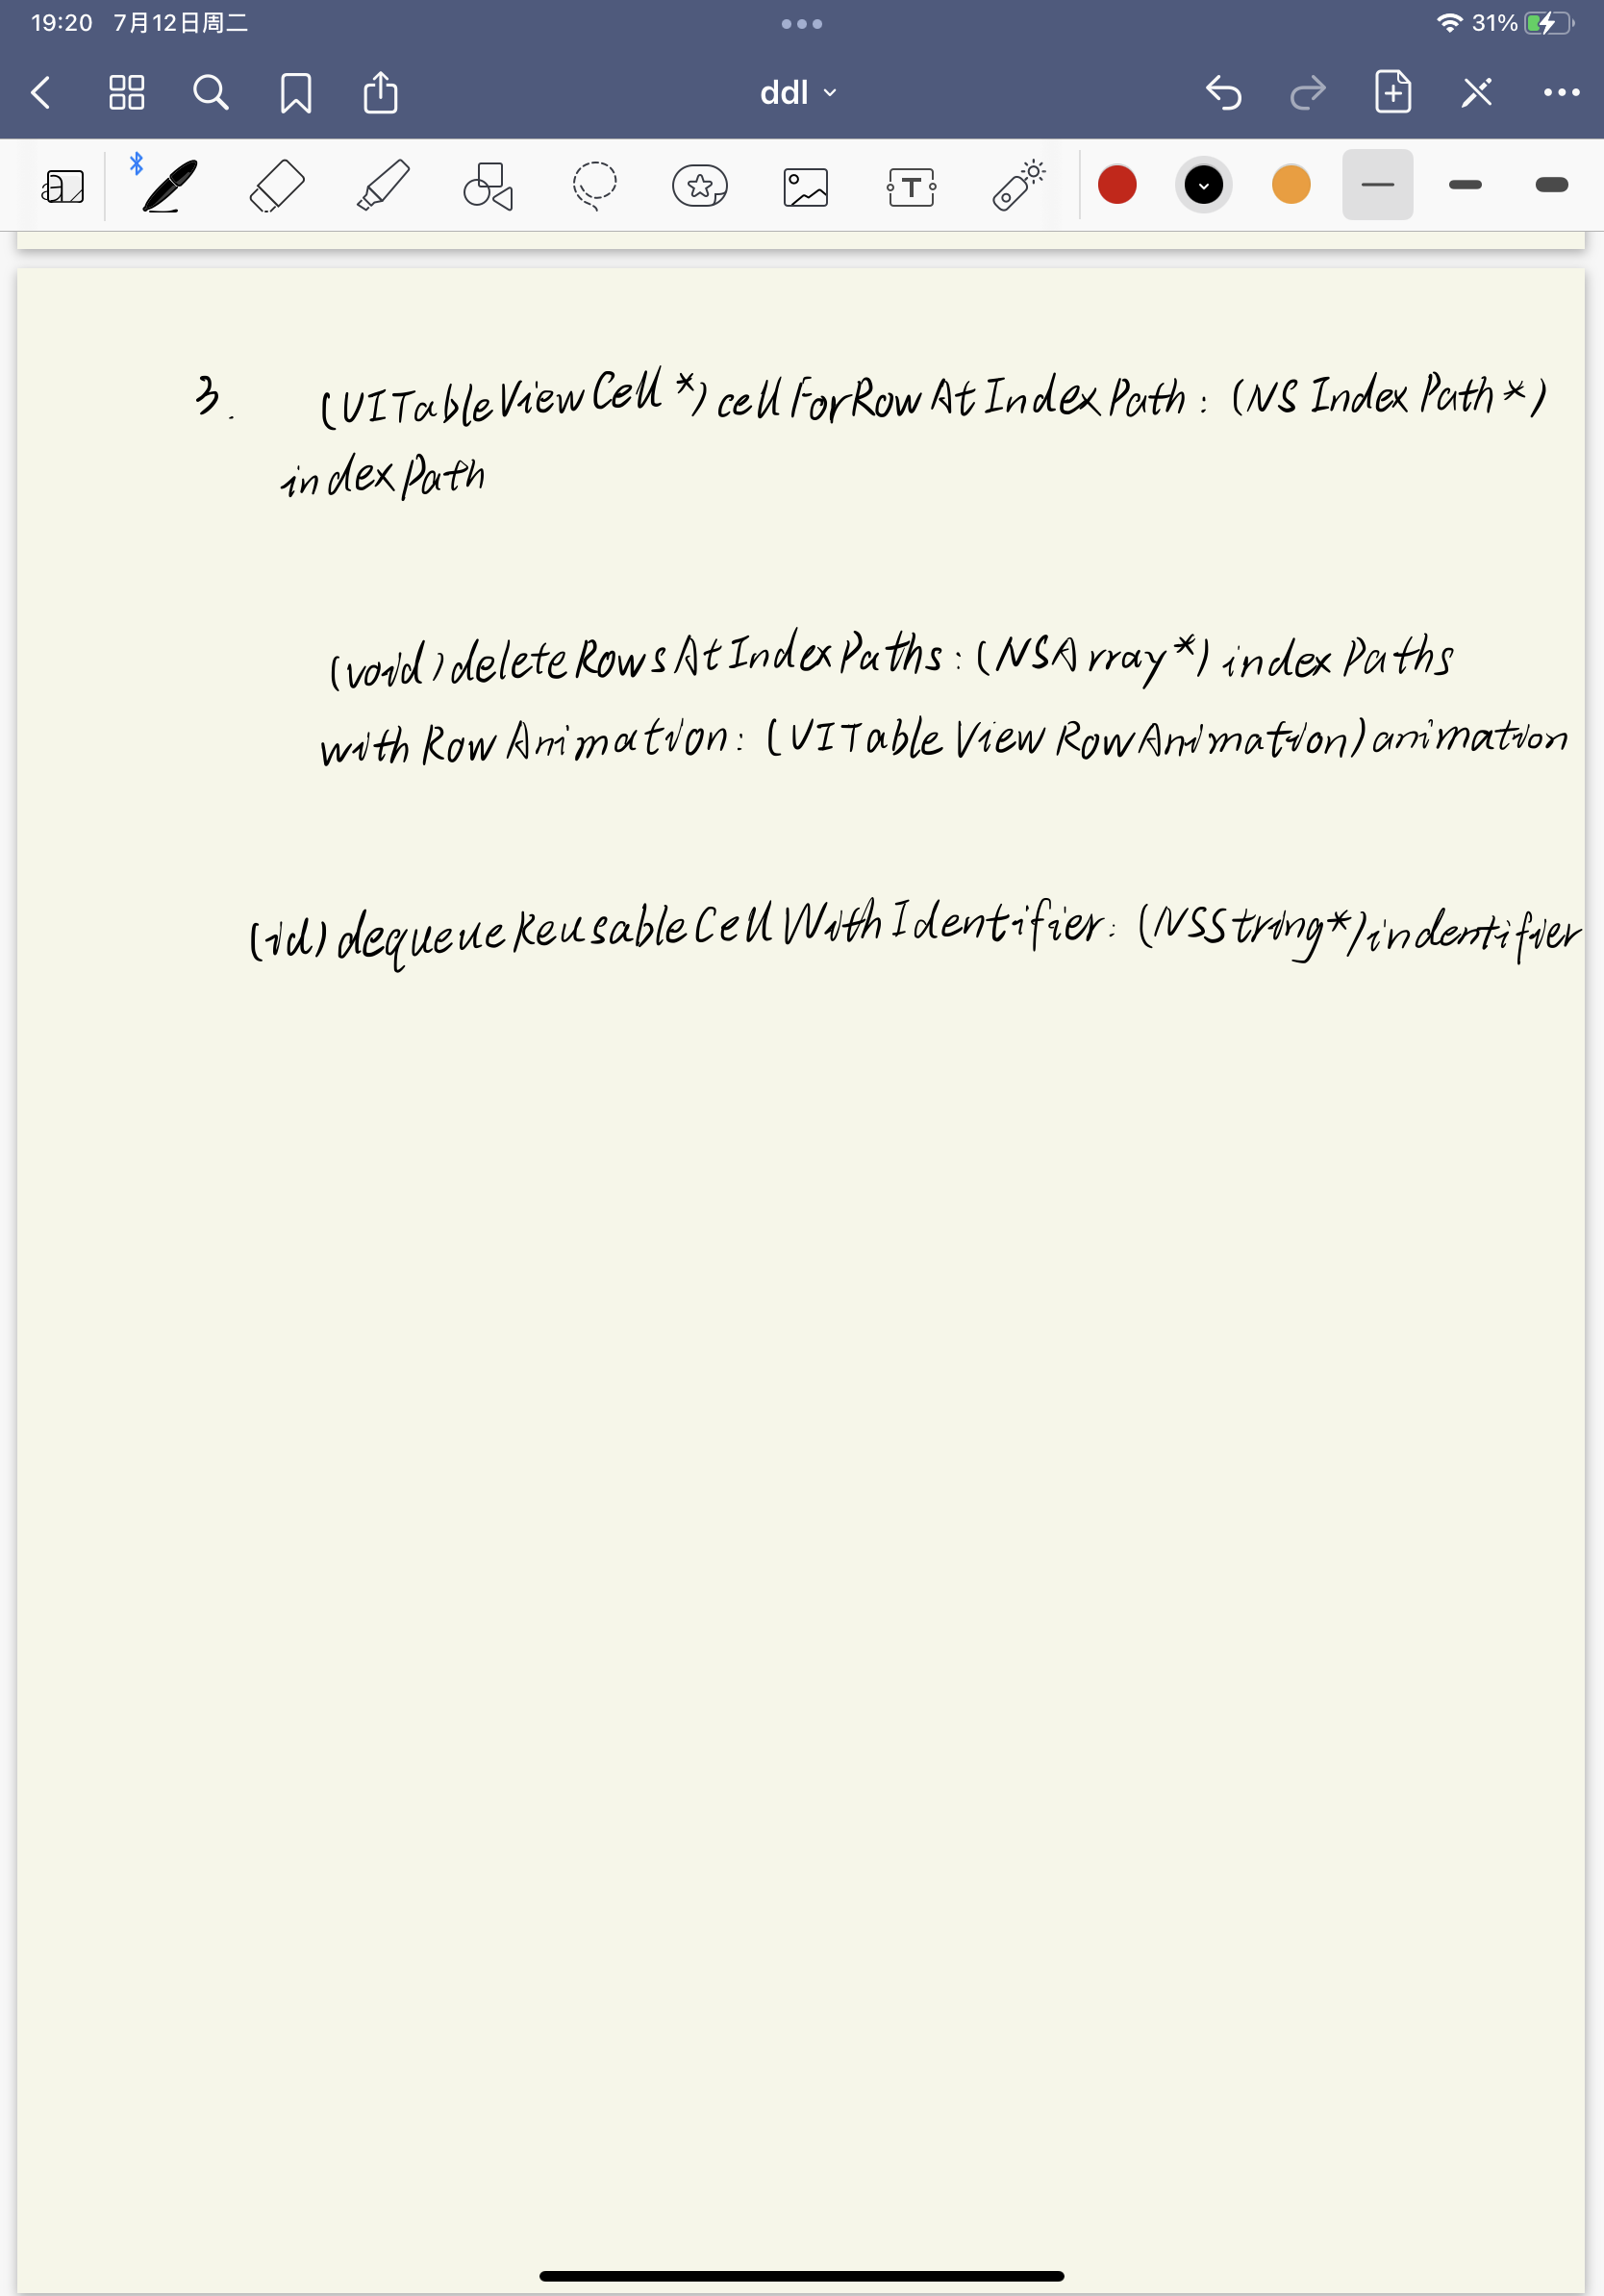 19:20 7月12日周二
31%
ddl
T
3. (UITableViewCell*)cellForRowAtIndexPath: (NSIndexPath*)
indexPath
(void)deleteRowsAtIndexPaths: (NSArray*)indexPaths
withRowAnimation: (UITableViewRowAnimation)animation
(id)dequeueReusableCellWithIdentifier: (NSString*)indentifier